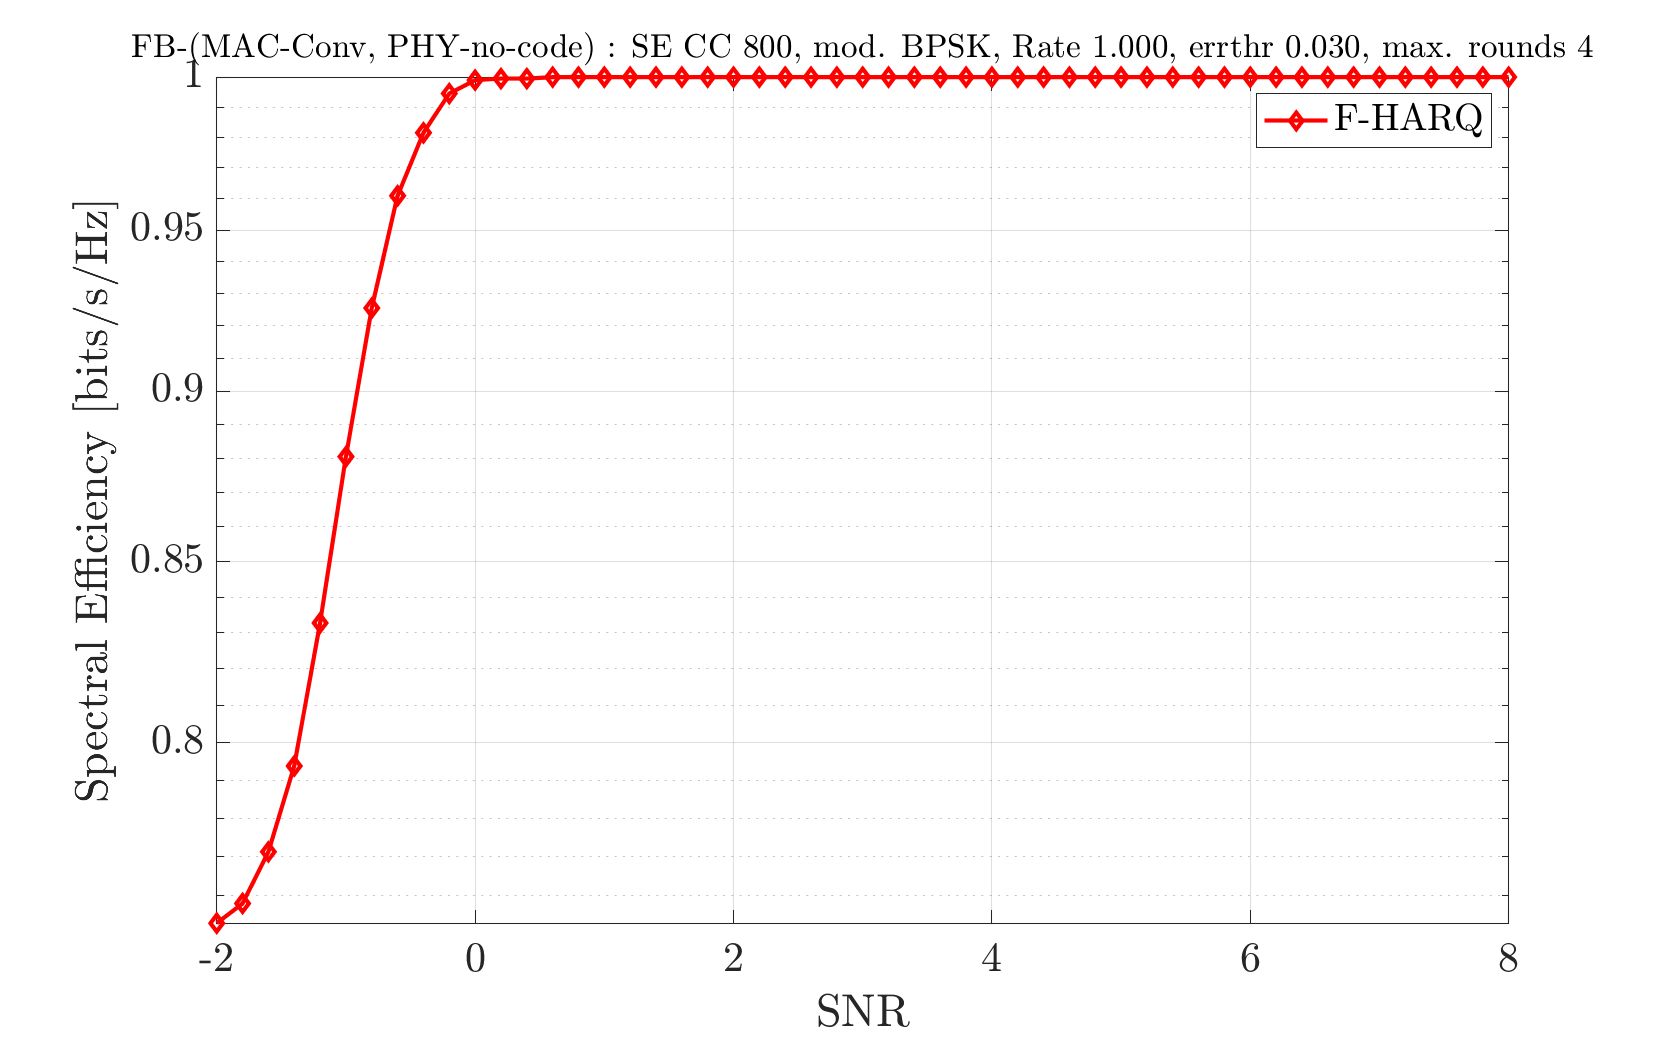 FB-(MAC-Conv, PHY-no-code) : SE CC 800, mod. BPSK, Rate 1.000, errthr 0.030, max. rounds 4
1
F-HARQ
0.95
0.9
0.85
0.8
Spectral Efficiency [bits/s/Hz]
-2 0 2 4 6 8
SNR